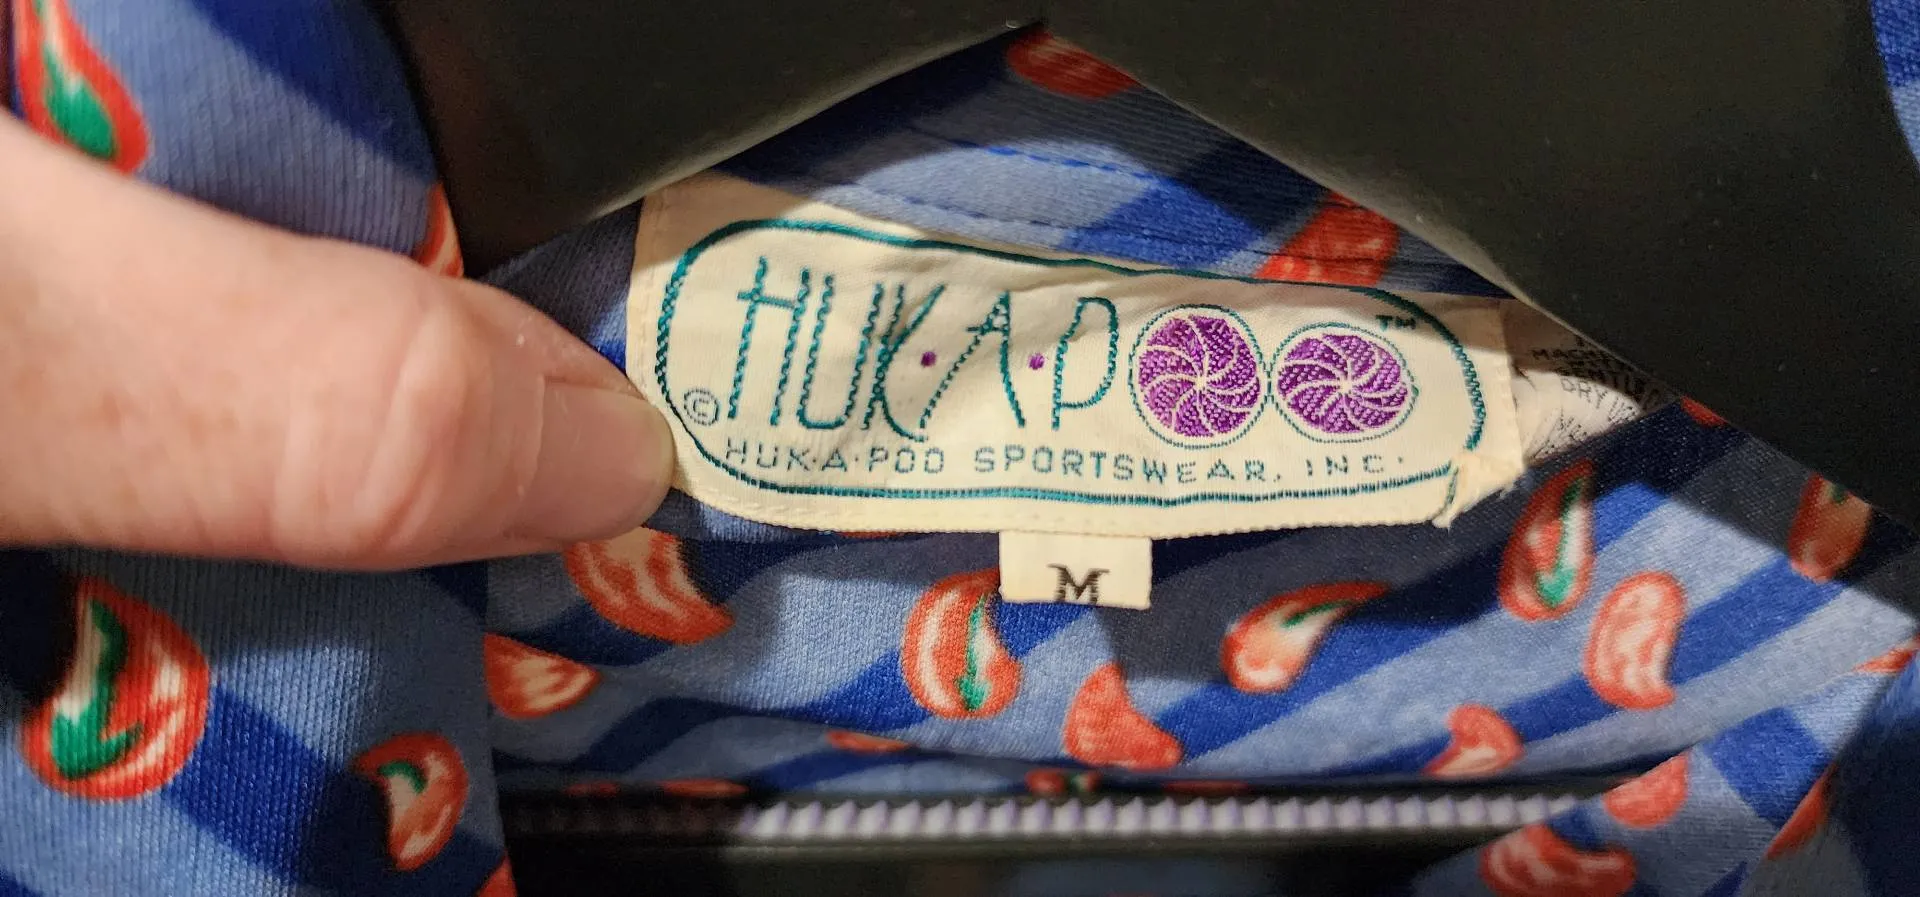 HUK·A·POO™
© HUK·A·POO SPORTSWEAR, INC.
M